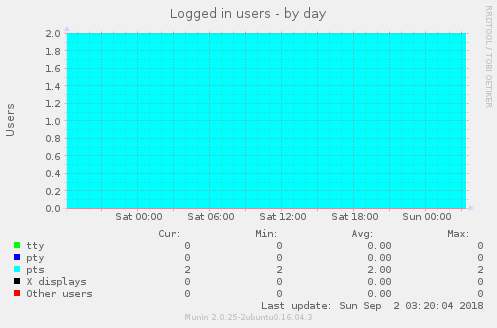 Logged in users - by day
RRDTOOL / TOBI OETIKER
Users
2.0
1.8
1.6
1.4
1.2
1.0
0.8
0.6
0.4
0.2
0.0
Sat 00:00 Sat 06:00 Sat 12:00 Sat 18:00 Sun 00:00
Cur: Min: Avg: Max:
tty 0 0 0.00 0
pty 0 0 0.00 0
pts 2 2 2.00 2
X displays 0 0 0.00 0
Other users 0 0 0.00 0
Last update: Sun Sep 2 03:20:04 2018
Munin 2.0.25-2ubuntu0.16.04.3